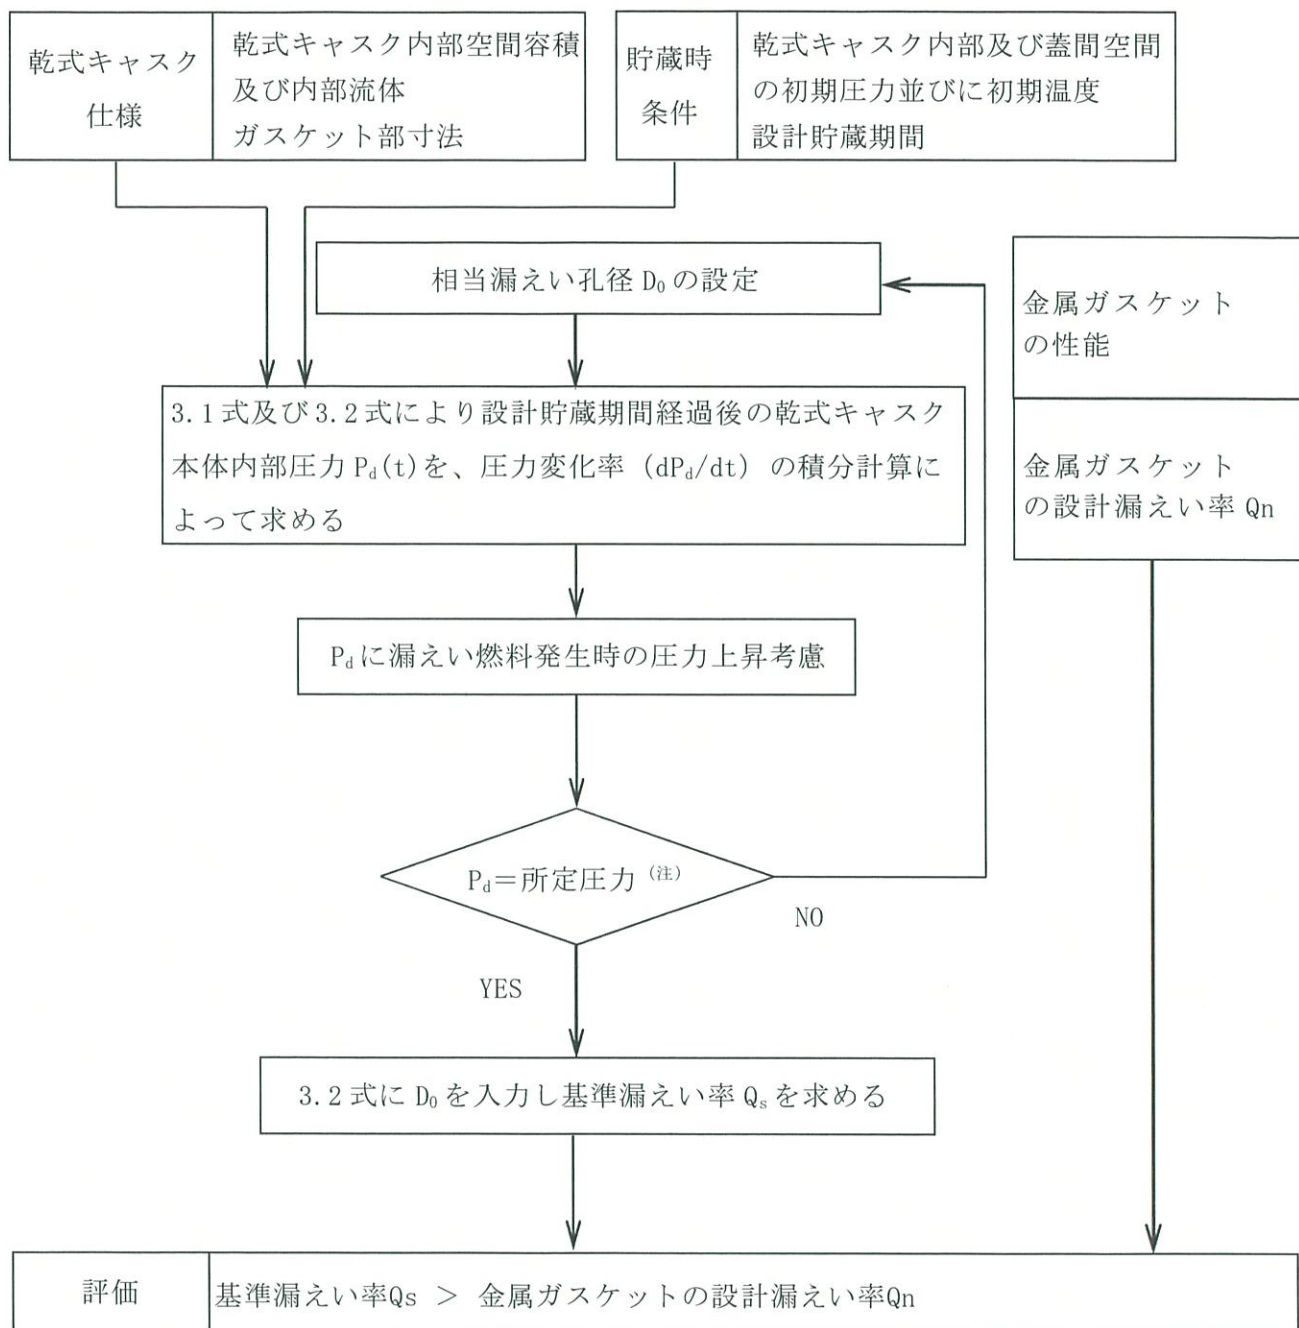 乾式キャスク
仕様
乾式キャスク内部空間容積
及び内部流体
ガスケット部寸法
貯蔵時
条件
乾式キャスク内部及び蓋間空間
の初期圧力並びに初期温度
設計貯蔵期間
相当漏えい孔径 D₀ の設定
金属ガスケット
の性能
3.1式及び3.2式により設計貯蔵期間経過後の乾式キャスク
本体内部圧力 Pd(t)を、圧力変化率 (dPd/dt) の積分計算に
よって求める
金属ガスケット
の設計漏えい率 Qn
Pdに漏えい燃料発生時の圧力上昇考慮
Pd=所定圧力 (注)
NO
YES
3.2式に D₀ を入力し基準漏えい率 Qs を求める
評価
基準漏えい率Qs > 金属ガスケットの設計漏えい率Qn